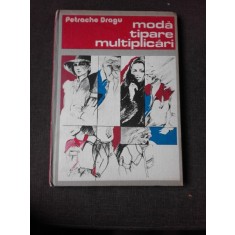 Petrache Dragu
modă
tipare
multiplicări